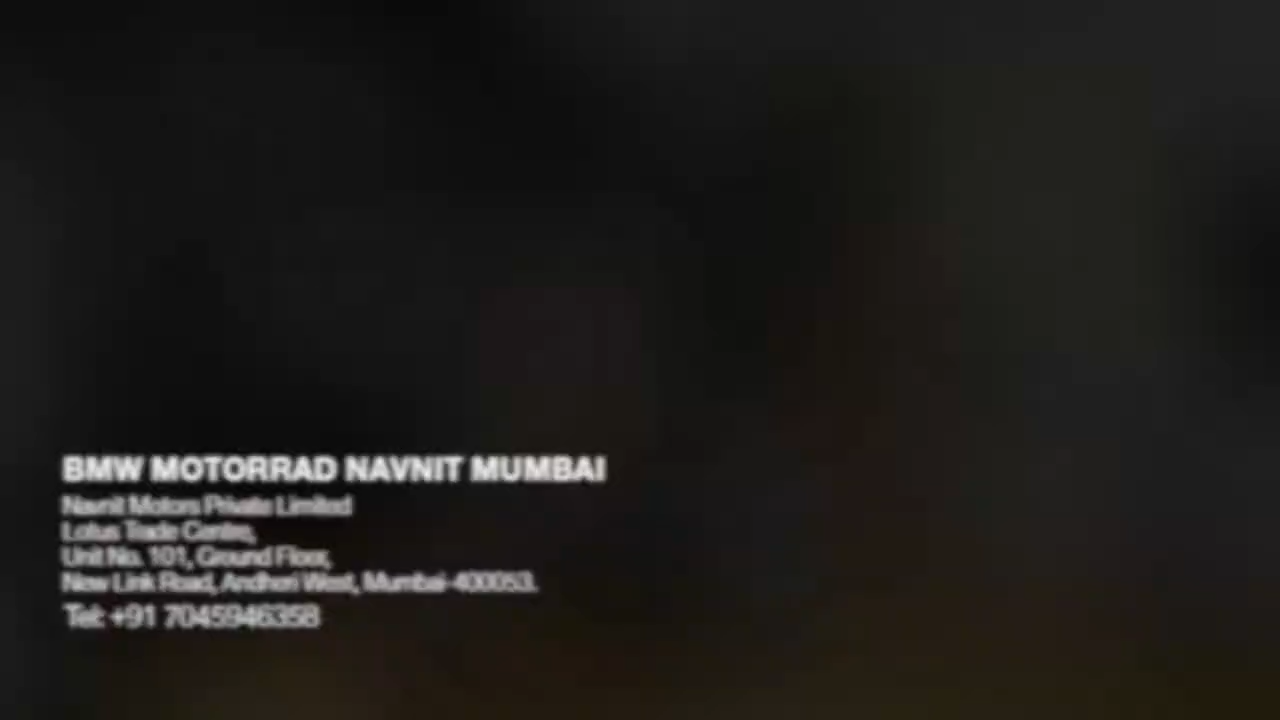 BMW MOTORRAD NAVNIT MUMBAI
Navnit Motors Private Limited
Lotus Trade Centre,
Unit No. 101, Ground Floor,
New Link Road, Andheri West, Mumbai-400053.
Tel: +91 7045946358